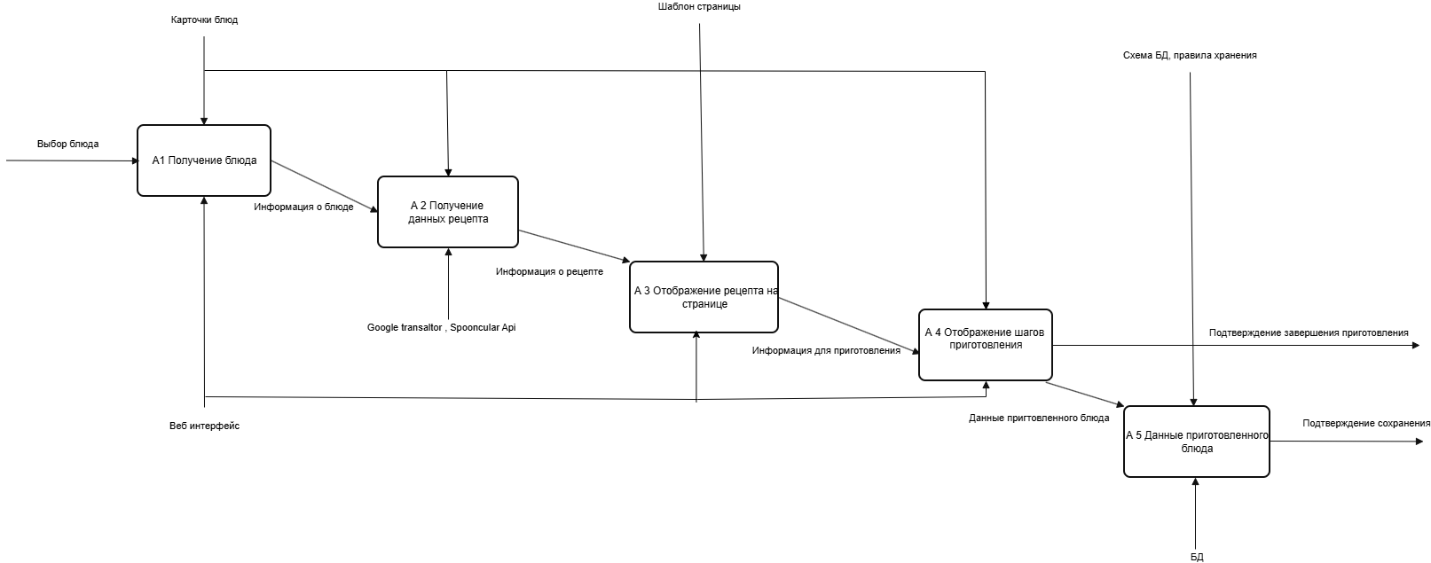 Шаблон страницы
Карточки блюд
Схема БД, правила хранения
Выбор блюда
А1 Получение блюда
Информация о блюде
А 2 Получение
данных рецепта
Информация о рецепте
А 3 Отображение рецепта на
странице
Google transaltor , Spooncular Api
А 4 Отображение шагов
приготовления
Подтверждение завершения приготовления
Информация для приготовления
Веб интерфейс
Данные пригтовленного блюда
А 5 Данные приготовленного
блюда
Подтверждение сохранения
БД